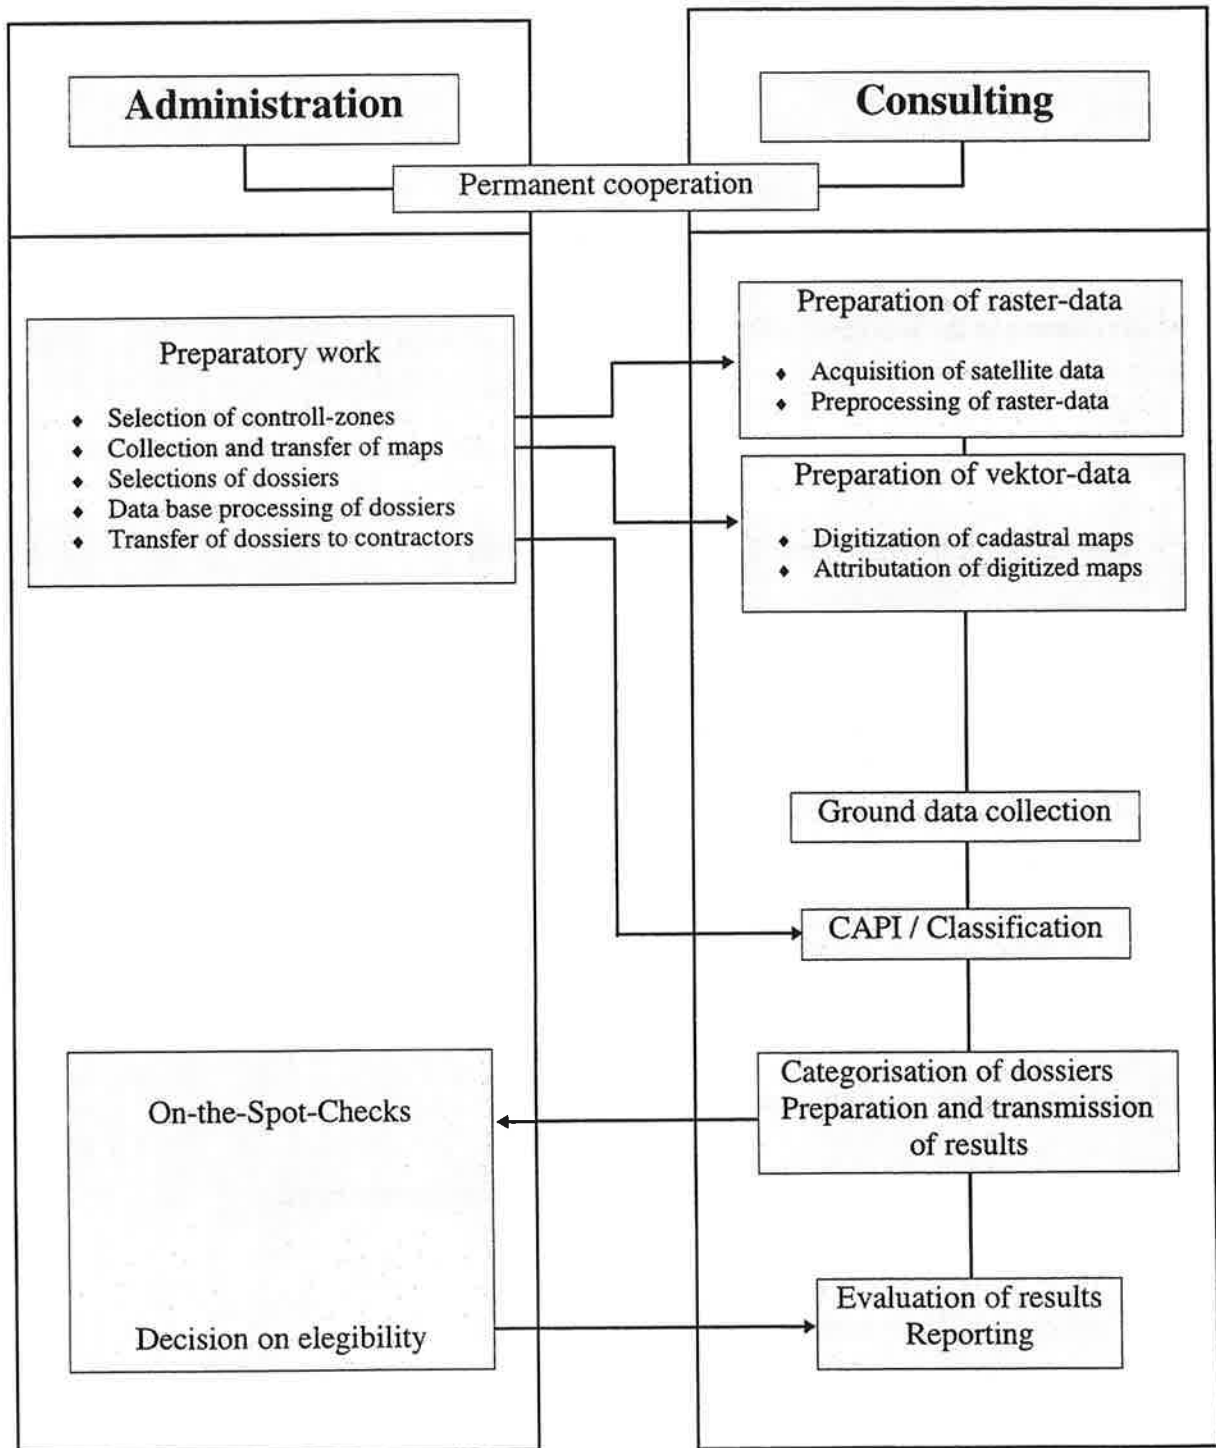 Administration
Consulting
Permanent cooperation
Preparatory work
♦ Selection of controll-zones
♦ Collection and transfer of maps
♦ Selections of dossiers
♦ Data base processing of dossiers
♦ Transfer of dossiers to contractors
Preparation of raster-data
♦ Acquisition of satellite data
♦ Preprocessing of raster-data
Preparation of vektor-data
♦ Digitization of cadastral maps
♦ Attributation of digitized maps
Ground data collection
CAPI / Classification
Categorisation of dossiers
Preparation and transmission
of results
On-the-Spot-Checks
Decision on elegibility
Evaluation of results
Reporting